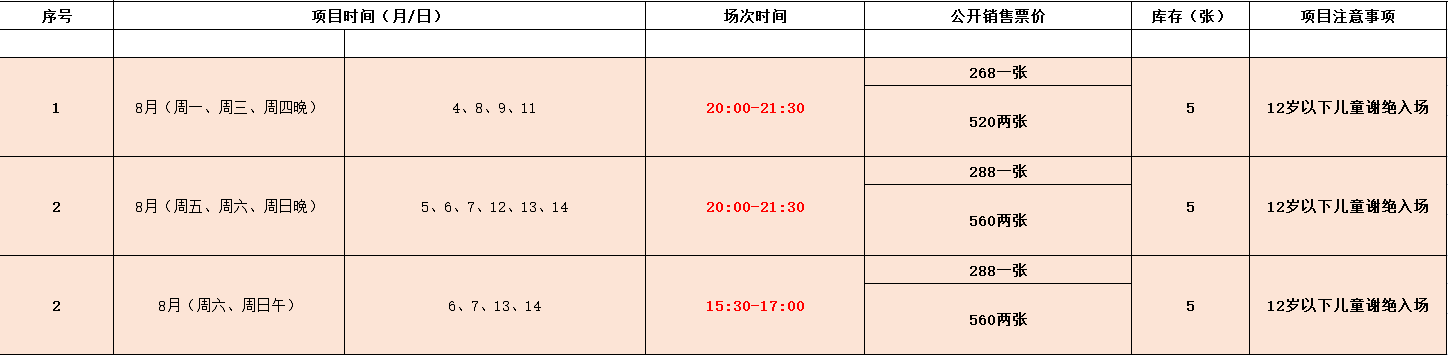 序号 项目时间（月/日） 场次时间 公开销售票价 库存（张） 项目注意事项
268一张
1 8月（周一、周三、周四晚） 4、8、9、11 20:00-21:30 5 12岁以下儿童谢绝入场
520两张
288一张
2 8月（周五、周六、周日晚） 5、6、7、12、13、14 20:00-21:30 5 12岁以下儿童谢绝入场
560两张
288一张
2 8月（周六、周日午） 6、7、13、14 15:30-17:00 5 12岁以下儿童谢绝入场
560两张